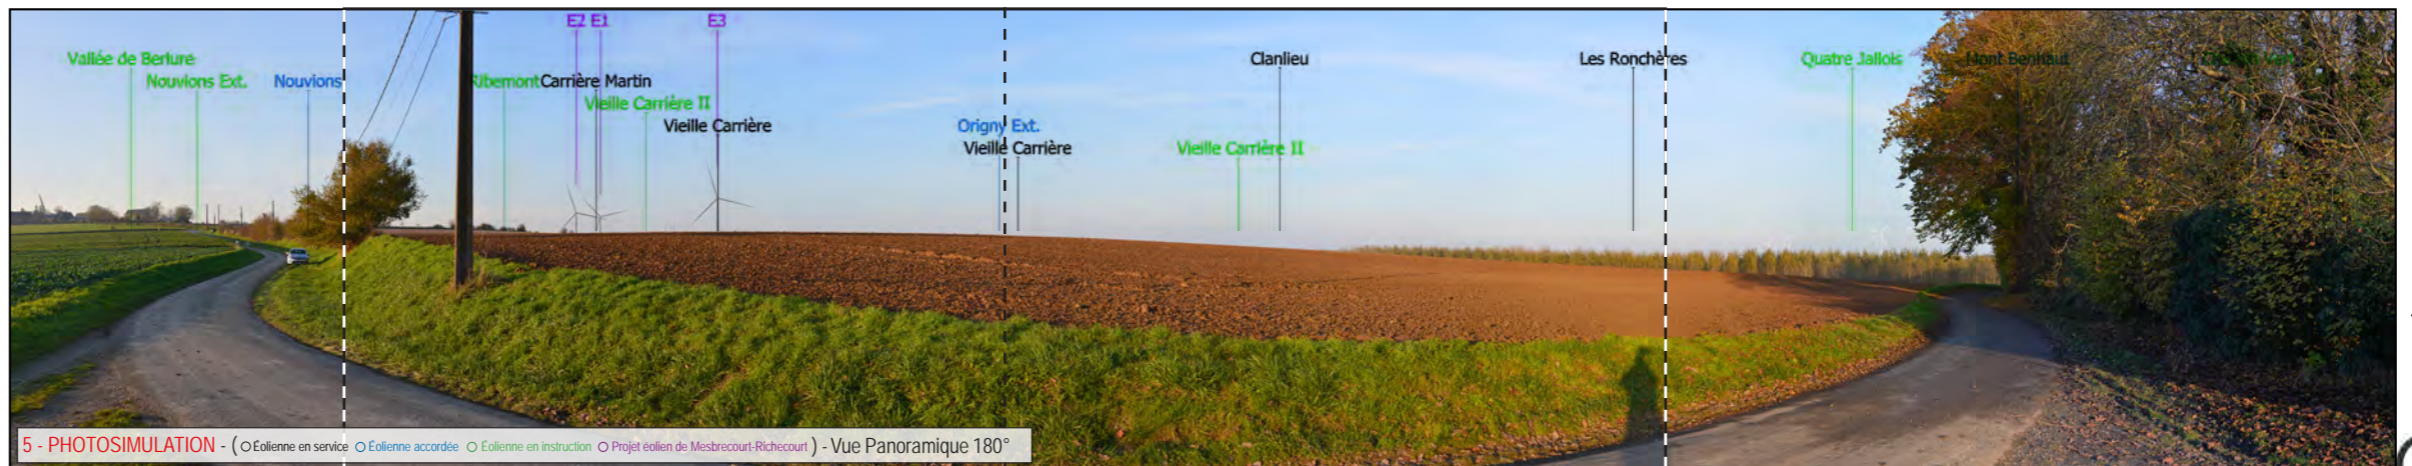 E2 E1 E3
Vallée de Berlure Clanlieu Les Ronchères Quatre Jallois Mont Benhaut
Nouvions Ext. Nouvions Ribemont Carrière Martin
Vieille Carrière II
Vieille Carrière Origny Ext.
Vieille Carrière Vieille Carrière II
5 - PHOTOSIMULATION - ( Éolienne en service Éolienne accordée Éolienne en instruction Projet éolien de Mesbrecourt-Richecourt ) - Vue Panoramique 180°